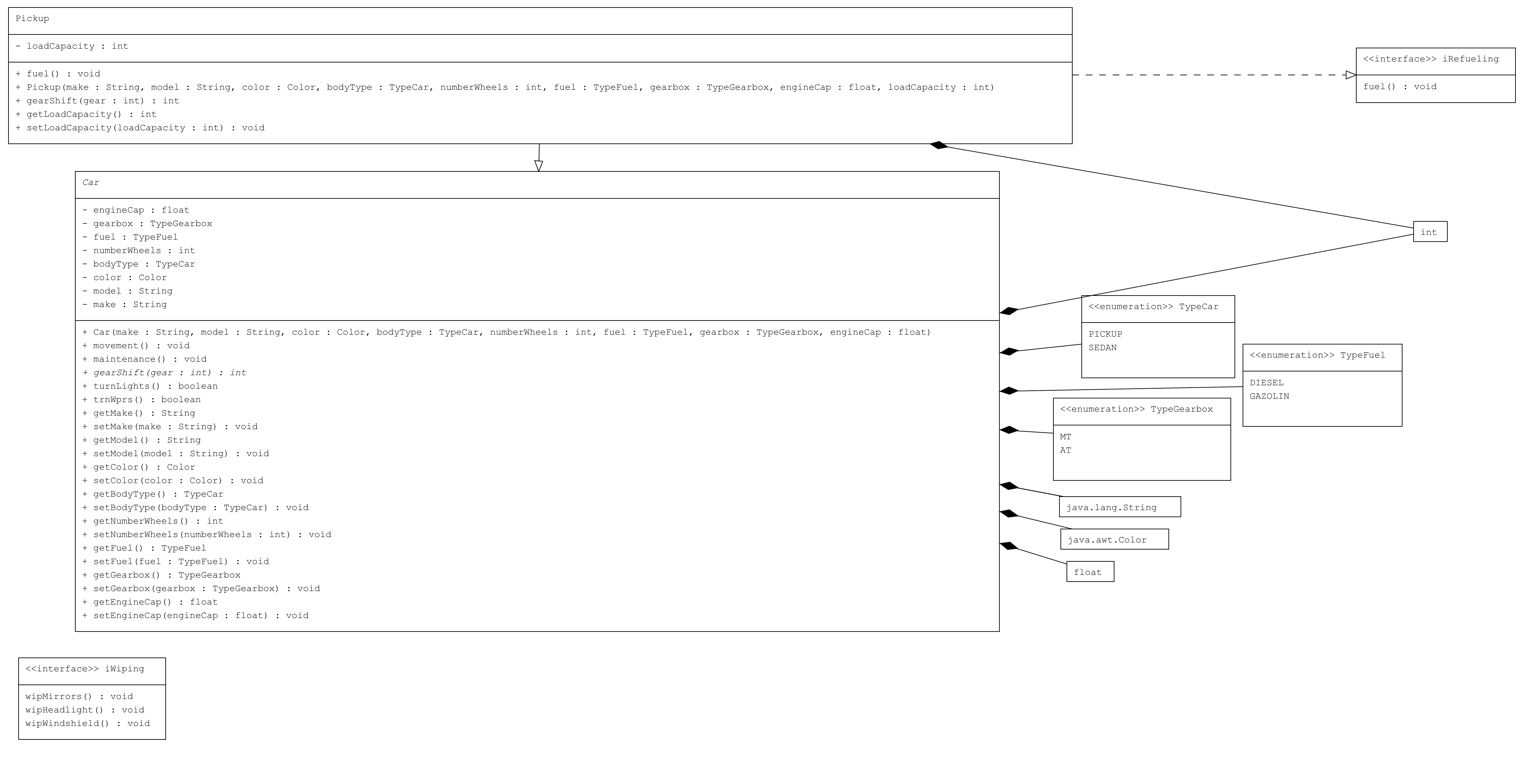 Pickup
- loadCapacity : int
+ fuel() : void
+ Pickup(make : String, model : String, color : Color, bodyType : TypeCar, numberWheels : int, fuel : TypeFuel, gearbox : TypeGearbox, engineCap : float, loadCapacity : int)
+ gearShift(gear : int) : int
+ getLoadCapacity() : int
+ setLoadCapacity(loadCapacity : int) : void
<<interface>> iRefueling
fuel() : void
Car
- engineCap : float
- gearbox : TypeGearbox
- fuel : TypeFuel
- numberWheels : int
- bodyType : TypeCar
- color : Color
- model : String
- make : String
+ Car(make : String, model : String, color : Color, bodyType : TypeCar, numberWheels : int, fuel : TypeFuel, gearbox : TypeGearbox, engineCap : float)
+ movement() : void
+ maintenance() : void
+ gearShift(gear : int) : int
+ turnLights() : boolean
+ trnWprs() : boolean
+ getMake() : String
+ setMake(make : String) : void
+ getModel() : String
+ setModel(model : String) : void
+ getColor() : Color
+ setColor(color : Color) : void
+ getBodyType() : TypeCar
+ setBodyType(bodyType : TypeCar) : void
+ getNumberWheels() : int
+ setNumberWheels(numberWheels : int) : void
+ getFuel() : TypeFuel
+ setFuel(fuel : TypeFuel) : void
+ getGearbox() : TypeGearbox
+ setGearbox(gearbox : TypeGearbox) : void
+ getEngineCap() : float
+ setEngineCap(engineCap : float) : void
int
<<enumeration>> TypeCar
PICKUP
SEDAN
<<enumeration>> TypeFuel
DIESEL
GAZOLIN
<<enumeration>> TypeGearbox
MT
AT
java.lang.String
java.awt.Color
float
<<interface>> iWiping
wipMirrors() : void
wipHeadlight() : void
wipWindshield() : void